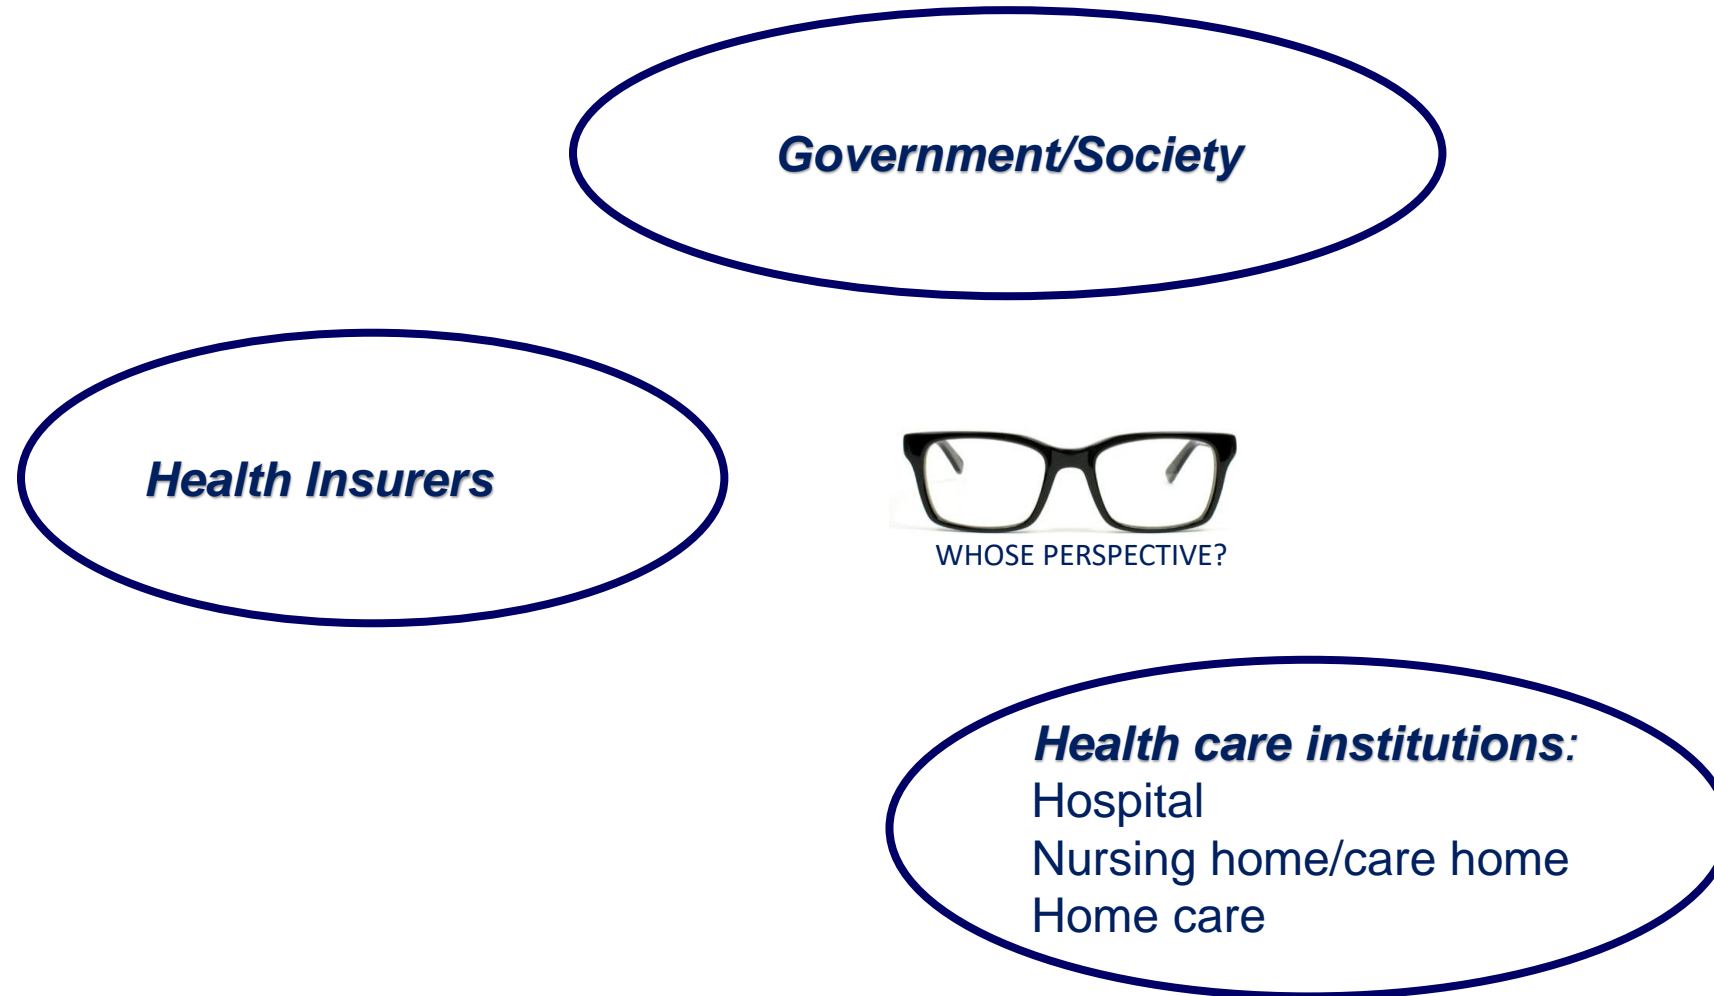 Government/Society
Health Insurers
WHOSE PERSPECTIVE?
Health care institutions:
Hospital
Nursing home/care home
Home care